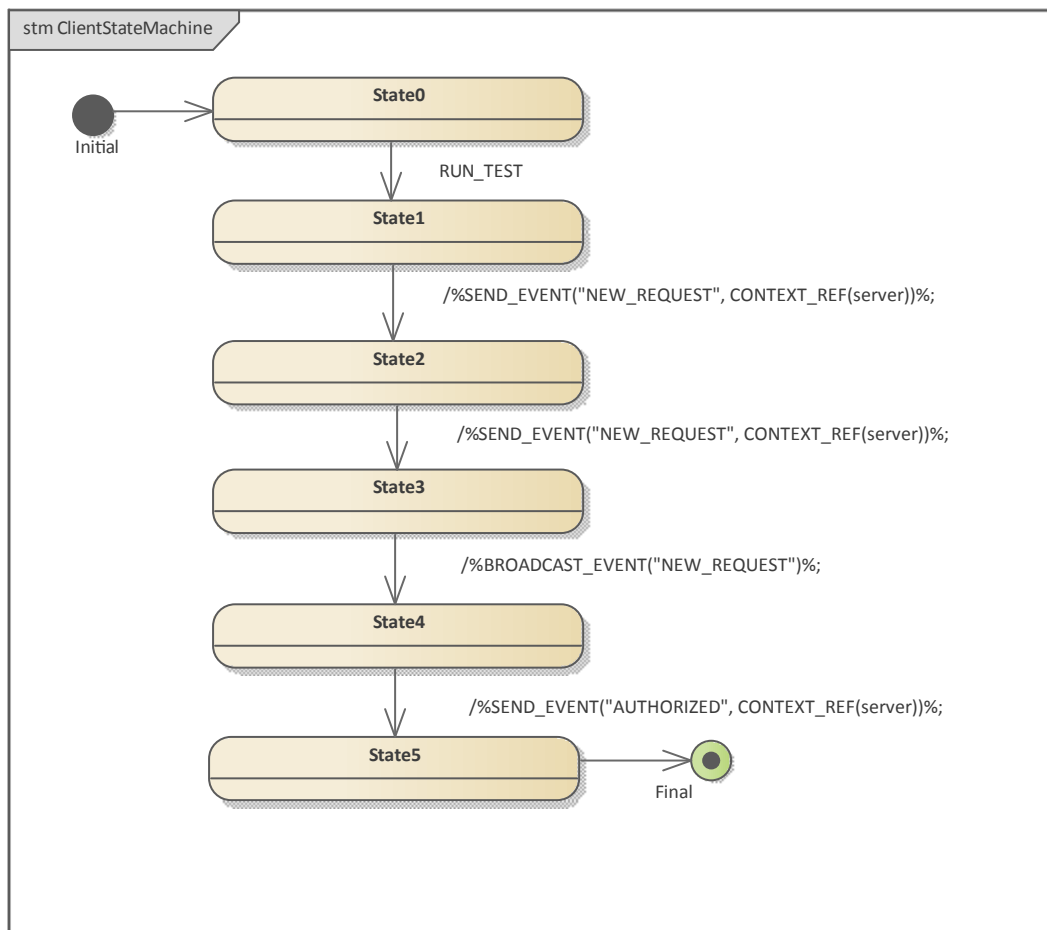 stm ClientStateMachine
Initial
State0
RUN_TEST
State1
/%SEND_EVENT("NEW_REQUEST", CONTEXT_REF(server))%;
State2
/%SEND_EVENT("NEW_REQUEST", CONTEXT_REF(server))%;
State3
/%BROADCAST_EVENT("NEW_REQUEST")%;
State4
/%SEND_EVENT("AUTHORIZED", CONTEXT_REF(server))%;
State5
Final